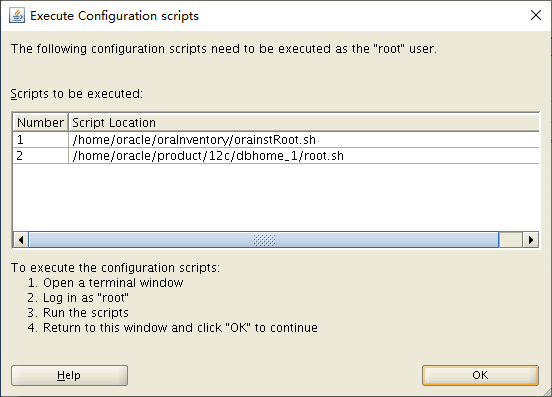 Execute Configuration scripts
The following configuration scripts need to be executed as the "root" user.
Scripts to be executed:
Number Script Location
1 /home/oracle/oraInventory/orainstRoot.sh
2 /home/oracle/product/12c/dbhome_1/root.sh
To execute the configuration scripts:
1. Open a terminal window
2. Log in as "root"
3. Run the scripts
4. Return to this window and click "OK" to continue
Help OK